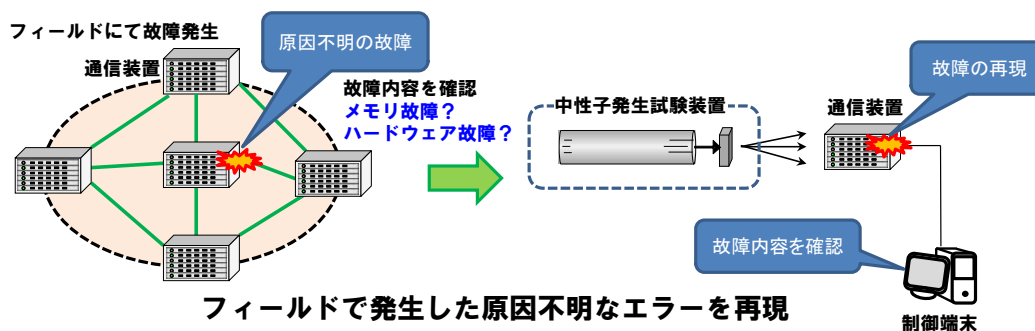 フィールドにて故障発生
通信装置
原因不明の故障
故障内容を確認
メモリ故障？
ハードウェア故障？
中性子発生試験装置
通信装置
故障の再現
故障内容を確認
制御端末
フィールドで発生した原因不明なエラーを再現